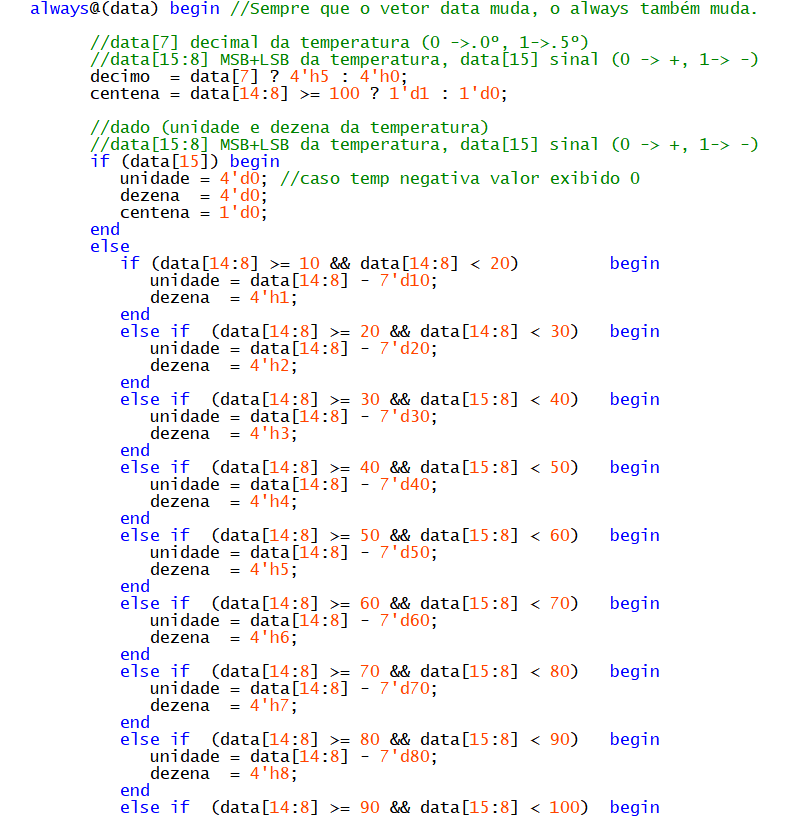 always@(data) begin //Sempre que o vetor data muda, o always também muda.
//data[7] decimal da temperatura (0 ->.0º, 1->.5º)
//data[15:8] MSB+LSB da temperatura, data[15] sinal (0 -> +, 1-> -)
decimo  = data[7] ? 4'h5 : 4'h0;
centena = data[14:8] >= 100 ? 1'd1 : 1'd0;
//dado (unidade e dezena da temperatura)
//data[15:8] MSB+LSB da temperatura, data[15] sinal (0 -> +, 1-> -)
if (data[15]) begin
unidade = 4'd0; //caso temp negativa valor exibido 0
dezena  = 4'd0;
centena = 1'd0;
end
else
if (data[14:8] >= 10 && data[14:8] < 20)         begin
unidade = data[14:8] - 7'd10;
dezena  = 4'h1;
end
else if  (data[14:8] >= 20 && data[14:8] < 30)   begin
unidade = data[14:8] - 7'd20;
dezena  = 4'h2;
end
else if  (data[14:8] >= 30 && data[15:8] < 40)   begin
unidade = data[14:8] - 7'd30;
dezena  = 4'h3;
end
else if  (data[14:8] >= 40 && data[15:8] < 50)   begin
unidade = data[14:8] - 7'd40;
dezena  = 4'h4;
end
else if  (data[14:8] >= 50 && data[15:8] < 60)   begin
unidade = data[14:8] - 7'd50;
dezena  = 4'h5;
end
else if  (data[14:8] >= 60 && data[15:8] < 70)   begin
unidade = data[14:8] - 7'd60;
dezena  = 4'h6;
end
else if  (data[14:8] >= 70 && data[15:8] < 80)   begin
unidade = data[14:8] - 7'd70;
dezena  = 4'h7;
end
else if  (data[14:8] >= 80 && data[15:8] < 90)   begin
unidade = data[14:8] - 7'd80;
dezena  = 4'h8;
end
else if  (data[14:8] >= 90 && data[15:8] < 100)  begin